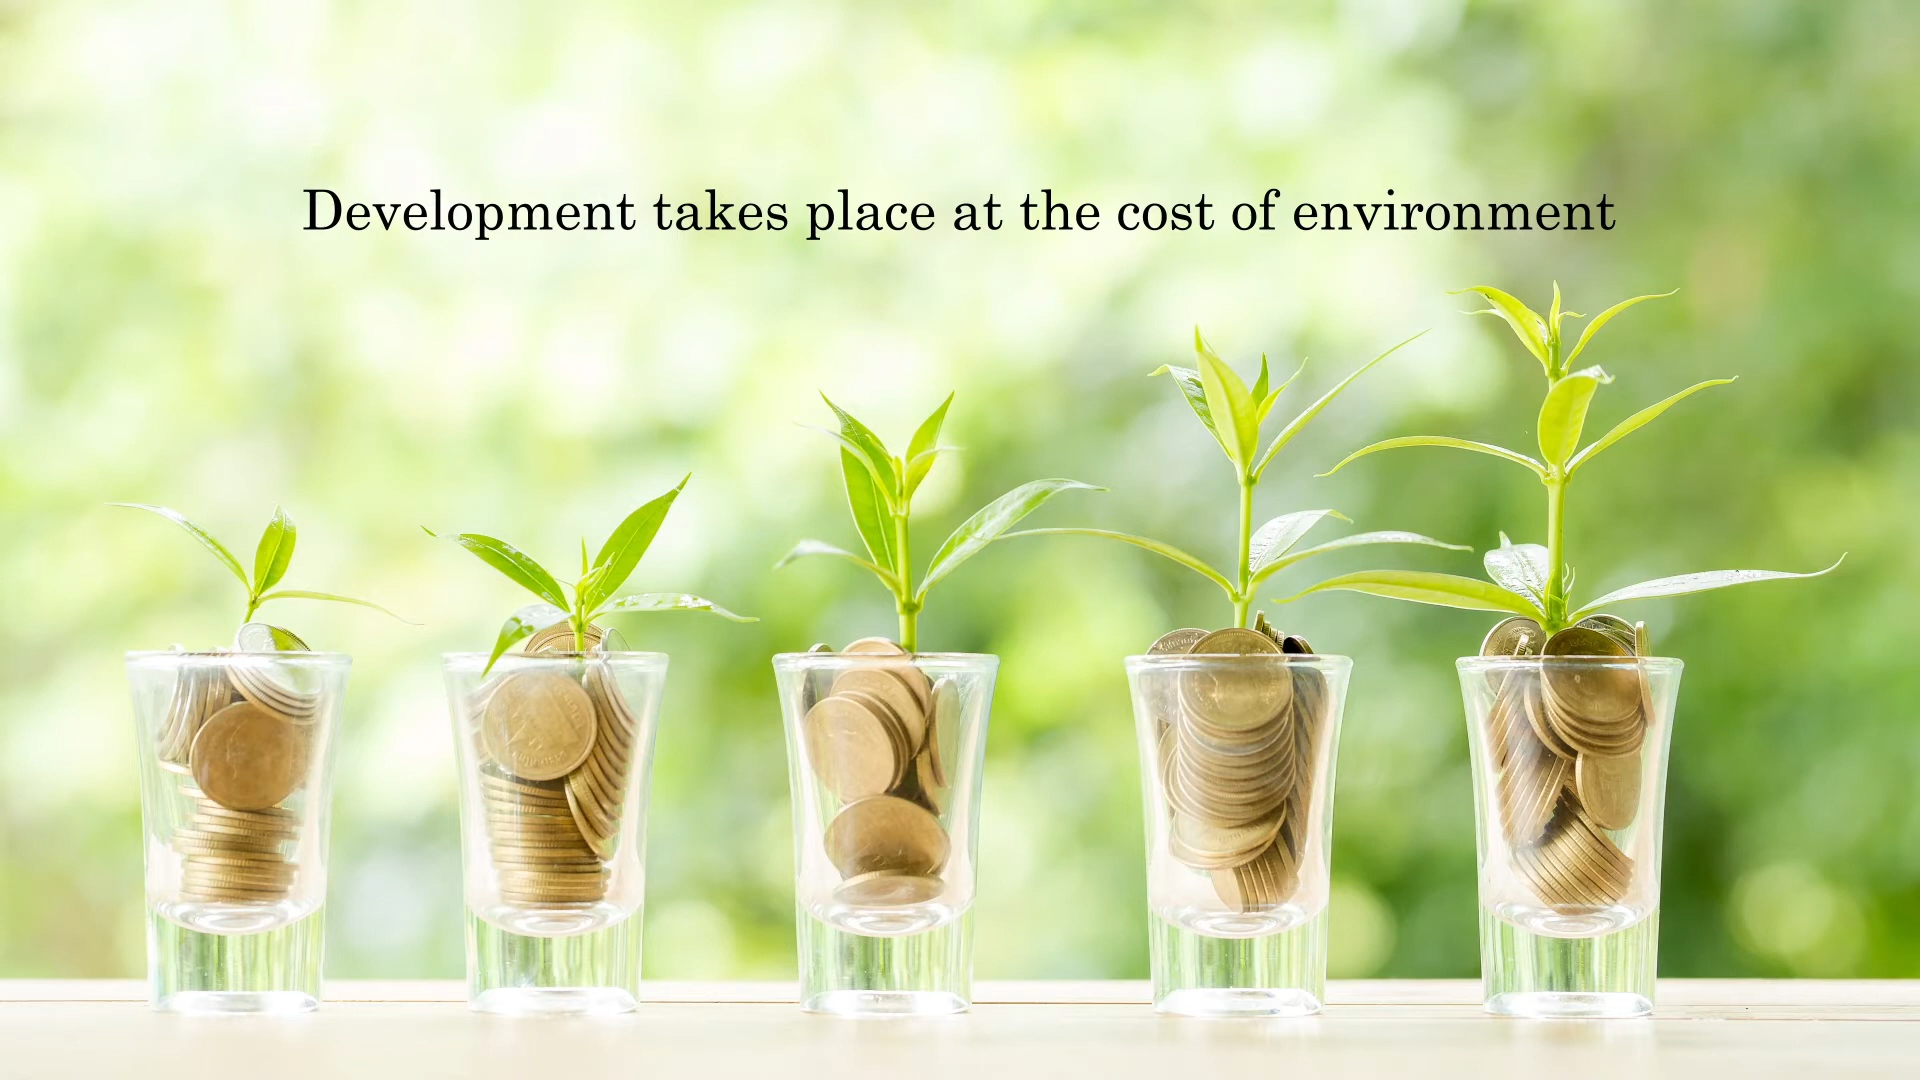 Development takes place at the cost of environment